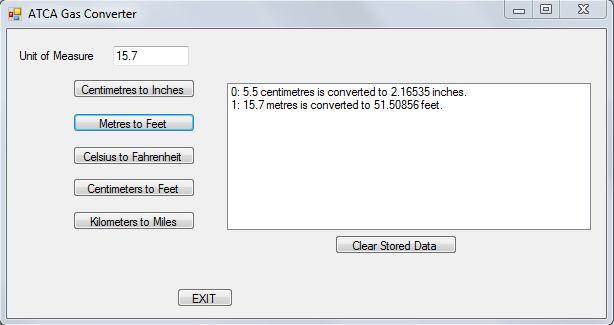 ATCA Gas Converter
Unit of Measure 15.7
Centimetres to Inches
Metres to Feet
Celsius to Fahrenheit
Centimeters to Feet
Kilometers to Miles
0: 5.5 centimetres is converted to 2.16535 inches.
1: 15.7 metres is converted to 51.50856 feet.
Clear Stored Data
EXIT